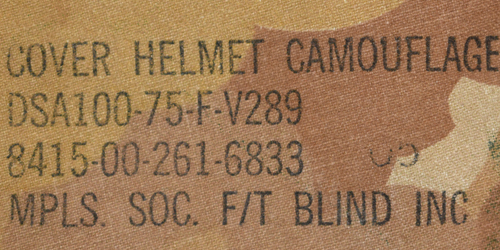 COVER HELMET CAMOUFLAGE
DSA100-75-F-V289
8415-00-261-6833
MPLS. SOC. F/T BLIND INC